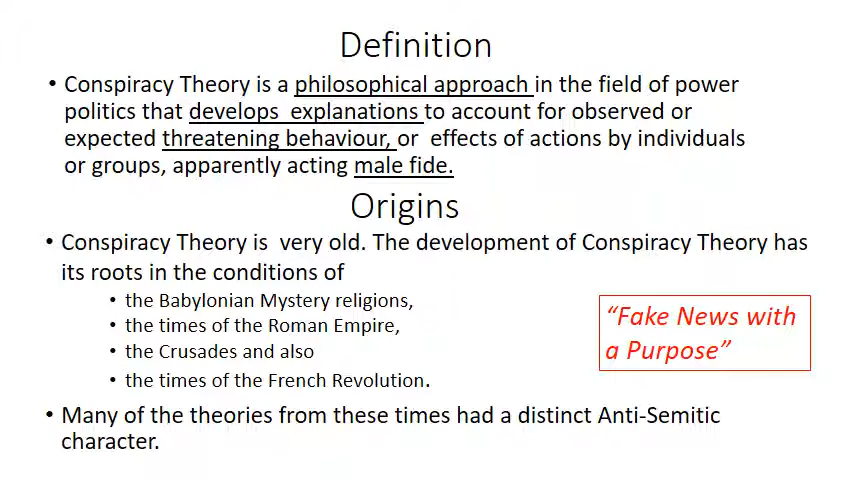 Definition
• Conspiracy Theory is a philosophical approach in the field of power
politics that develops explanations to account for observed or
expected threatening behaviour, or effects of actions by individuals
or groups, apparently acting male fide.
Origins
• Conspiracy Theory is very old. The development of Conspiracy Theory has
its roots in the conditions of
• the Babylonian Mystery religions,
• the times of the Roman Empire,
• the Crusades and also
• the times of the French Revolution.
“Fake News with
a Purpose”
• Many of the theories from these times had a distinct Anti-Semitic
character.